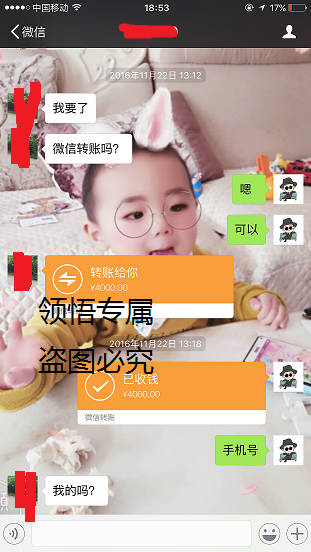 中国移动
18:53
17%
微信
2016年11月22日 13:12
我要了
微信转账吗?
嗯
可以
转账给你
¥4000.00
领悟专属
2016年11月22日 13:18
盗图必究
已收钱
¥4000.00
微信转账
手机号
我的吗?